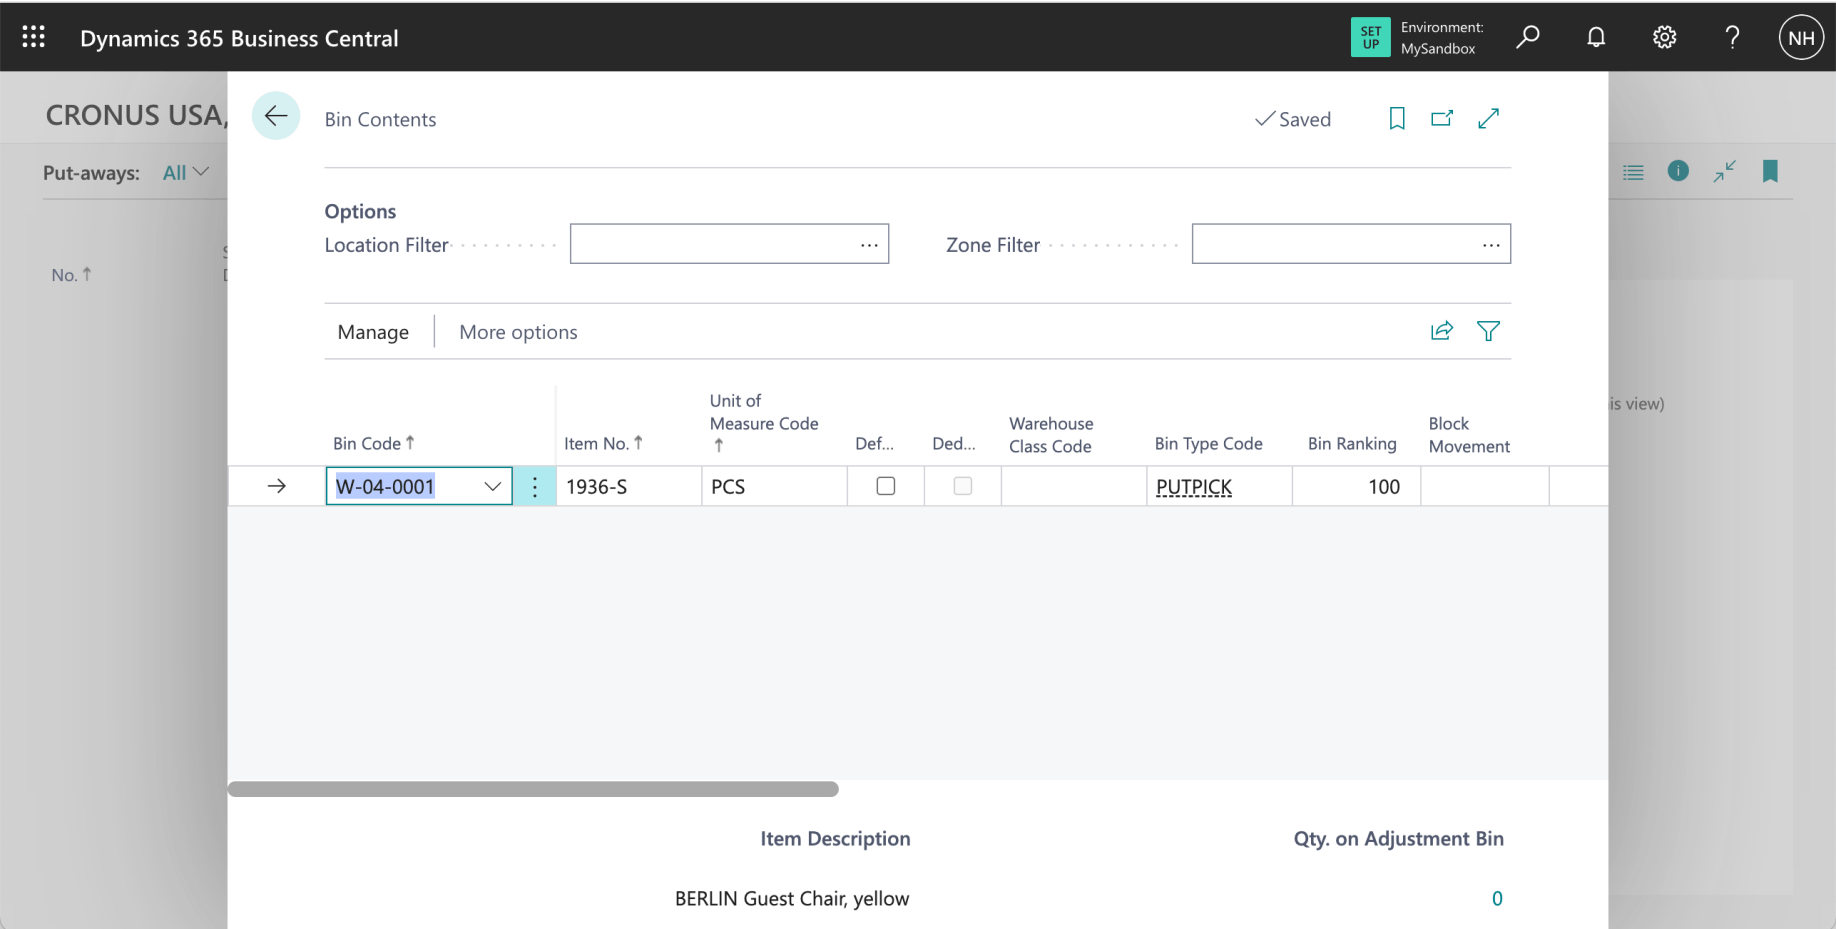 Dynamics 365 Business Central
SET UP
Environment:
MySandbox
NH
CRONUS USA,
Bin Contents
Saved
Put-aways: All
Options
Location Filter
Zone Filter
No.
Manage
More options
is view)
Bin Code
Item No.
Unit of
Measure Code
Def...
Ded...
Warehouse
Class Code
Bin Type Code
Bin Ranking
Block
Movement
W-04-0001
1936-S
PCS
PUTPICK
100
Item Description
Qty. on Adjustment Bin
BERLIN Guest Chair, yellow
0